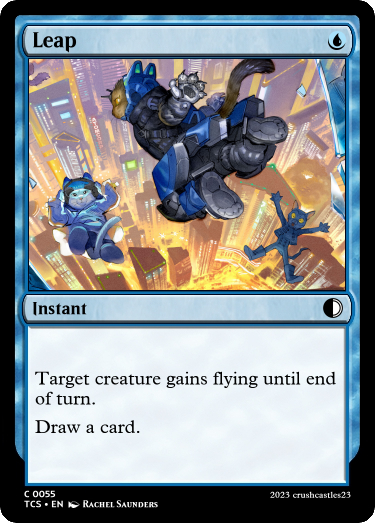 Leap
Instant
Target creature gains flying until end
of turn.
Draw a card.
C 0055
TCS • EN Rachel Saunders
2023 crushcastles23